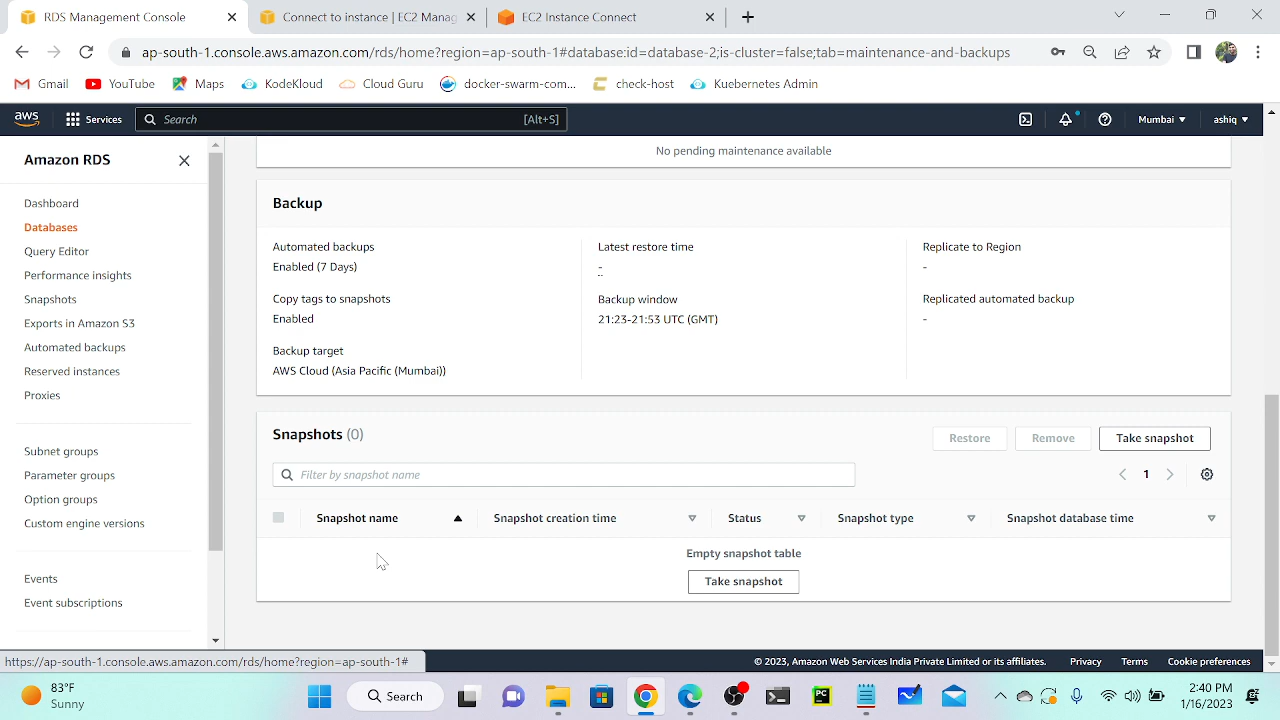 RDS Management Console
Connect to instance | EC2 Manag
EC2 Instance Connect
ap-south-1.console.aws.amazon.com/rds/home?region=ap-south-1#database:id=database-2;is-cluster=false;tab=maintenance-and-backups
Gmail
YouTube
Maps
KodeKloud
Cloud Guru
docker-swarm-com...
check-host
Kuebernetes Admin
aws
Services
Search
[Alt+S]
Mumbai
ashiq
Amazon RDS
Dashboard
Databases
Query Editor
Performance insights
Snapshots
Exports in Amazon S3
Automated backups
Reserved instances
Proxies
Subnet groups
Parameter groups
Option groups
Custom engine versions
Events
Event subscriptions
No pending maintenance available
Backup
Automated backups
Enabled (7 Days)
Copy tags to snapshots
Enabled
Backup target
AWS Cloud (Asia Pacific (Mumbai))
Latest restore time
-
Backup window
21:23-21:53 UTC (GMT)
Replicate to Region
-
Replicated automated backup
-
Snapshots (0)
Restore
Remove
Take snapshot
Filter by snapshot name
1
Snapshot name
Snapshot creation time
Status
Snapshot type
Snapshot database time
Empty snapshot table
Take snapshot
https://ap-south-1.console.aws.amazon.com/rds/home?region=ap-south-1#
© 2023, Amazon Web Services India Private Limited or its affiliates.
Privacy
Terms
Cookie preferences
83°F
Sunny
Search
PC
2:40 PM
1/16/2023